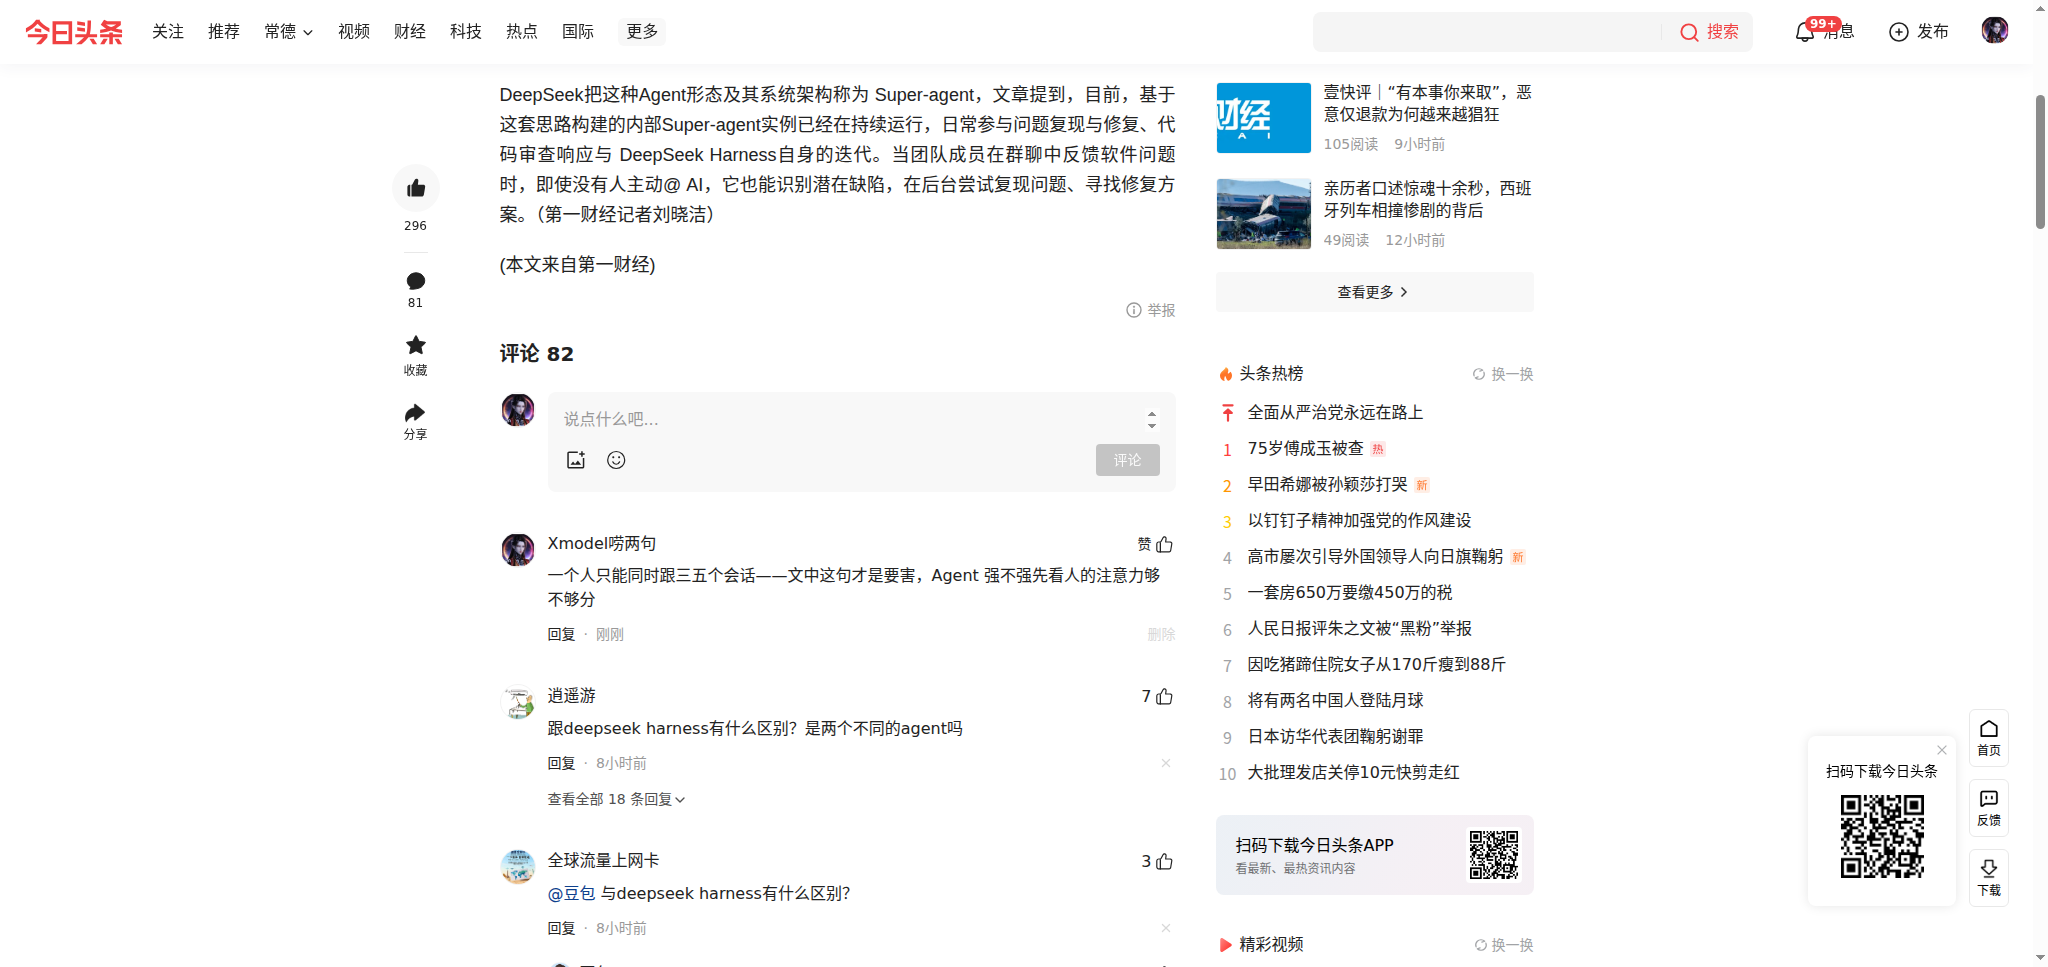 今日头条
关注
推荐
常德
视频
财经
科技
热点
国际
更多
搜索
99+
消息
发布
DeepSeek把这种Agent形态及其系统架构称为 Super-agent，文章提到，目前，基于
这套思路构建的内部Super-agent实例已经在持续运行，日常参与问题复现与修复、代
码审查响应与 DeepSeek Harness自身的迭代。当团队成员在群聊中反馈软件问题
时，即使没有人主动@ AI，它也能识别潜在缺陷，在后台尝试复现问题、寻找修复方
案。（第一财经记者刘晓洁）
(本文来自第一财经)
举报
296
81
收藏
分享
评论 82
说点什么吧...
评论
Xmodel唠两句
赞
一个人只能同时跟三五个会话——文中这句才是要害，Agent 强不强先看人的注意力够
不够分
回复 · 刚刚
删除
逍遥游
7
跟deepseek harness有什么区别？是两个不同的agent吗
回复 · 8小时前
查看全部 18 条回复
全球流量上网卡
3
@豆包 与deepseek harness有什么区别？
回复 · 8小时前
财经
壹快评｜“有本事你来取”，恶
意仅退款为何越来越猖狂
105阅读 9小时前
亲历者口述惊魂十余秒，西班
牙列车相撞惨剧的背后
49阅读 12小时前
查看更多
头条热榜
换一换
全面从严治党永远在路上
1 75岁傅成玉被查 热
2 早田希娜被孙颖莎打哭 新
3 以钉钉子精神加强党的作风建设
4 高市屡次引导外国领导人向日旗鞠躬 新
5 一套房650万要缴450万的税
6 人民日报评朱之文被“黑粉”举报
7 因吃猪蹄住院女子从170斤瘦到88斤
8 将有两名中国人登陆月球
9 日本访华代表团鞠躬谢罪
10 大批理发店关停10元快剪走红
扫码下载今日头条APP
看最新、最热资讯内容
精彩视频
换一换
扫码下载今日头条
首页
反馈
下载